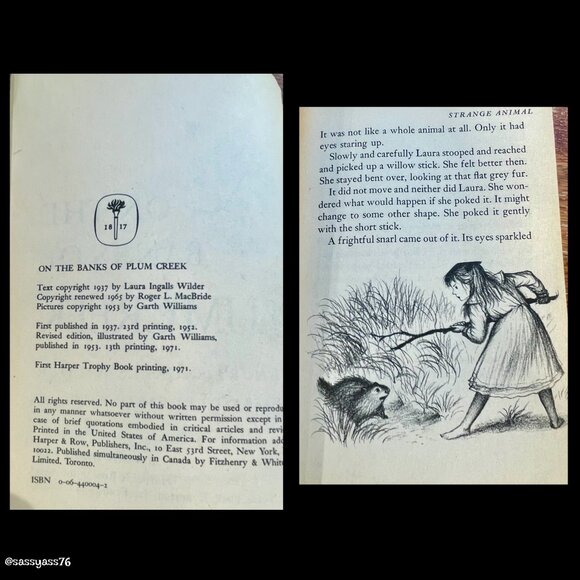 18 17
ON THE BANKS OF PLUM CREEK
Text copyright 1937 by Laura Ingalls Wilder
Copyright renewed 1965 by Roger L. MacBride
Pictures copyright 1953 by Garth Williams
First published in 1937. 23rd printing, 1952.
Revised edition, illustrated by Garth Williams,
published in 1953. 13th printing, 1971.
First Harper Trophy Book printing, 1971.
All rights reserved. No part of this book may be used or reprodu
in any manner whatsoever without written permission except in
case of brief quotations embodied in critical articles and revi
Printed in the United States of America. For information add
Harper & Row, Publishers, Inc., 10 East 53rd Street, New York,
10022. Published simultaneously in Canada by Fitzhenry & Whit
Limited, Toronto.
ISBN 0-06-440004-2
STRANGE ANIMAL
It was not like a whole animal at all. Only it had
eyes staring up.
Slowly and carefully Laura stooped and reached
and picked up a willow stick. She felt better then.
She stayed bent over, looking at that flat grey fur.
It did not move and neither did Laura. She won-
dered what would happen if she poked it. It might
change to some other shape. She poked it gently
with the short stick.
A frightful snarl came out of it. Its eyes sparkled
@sassyass76